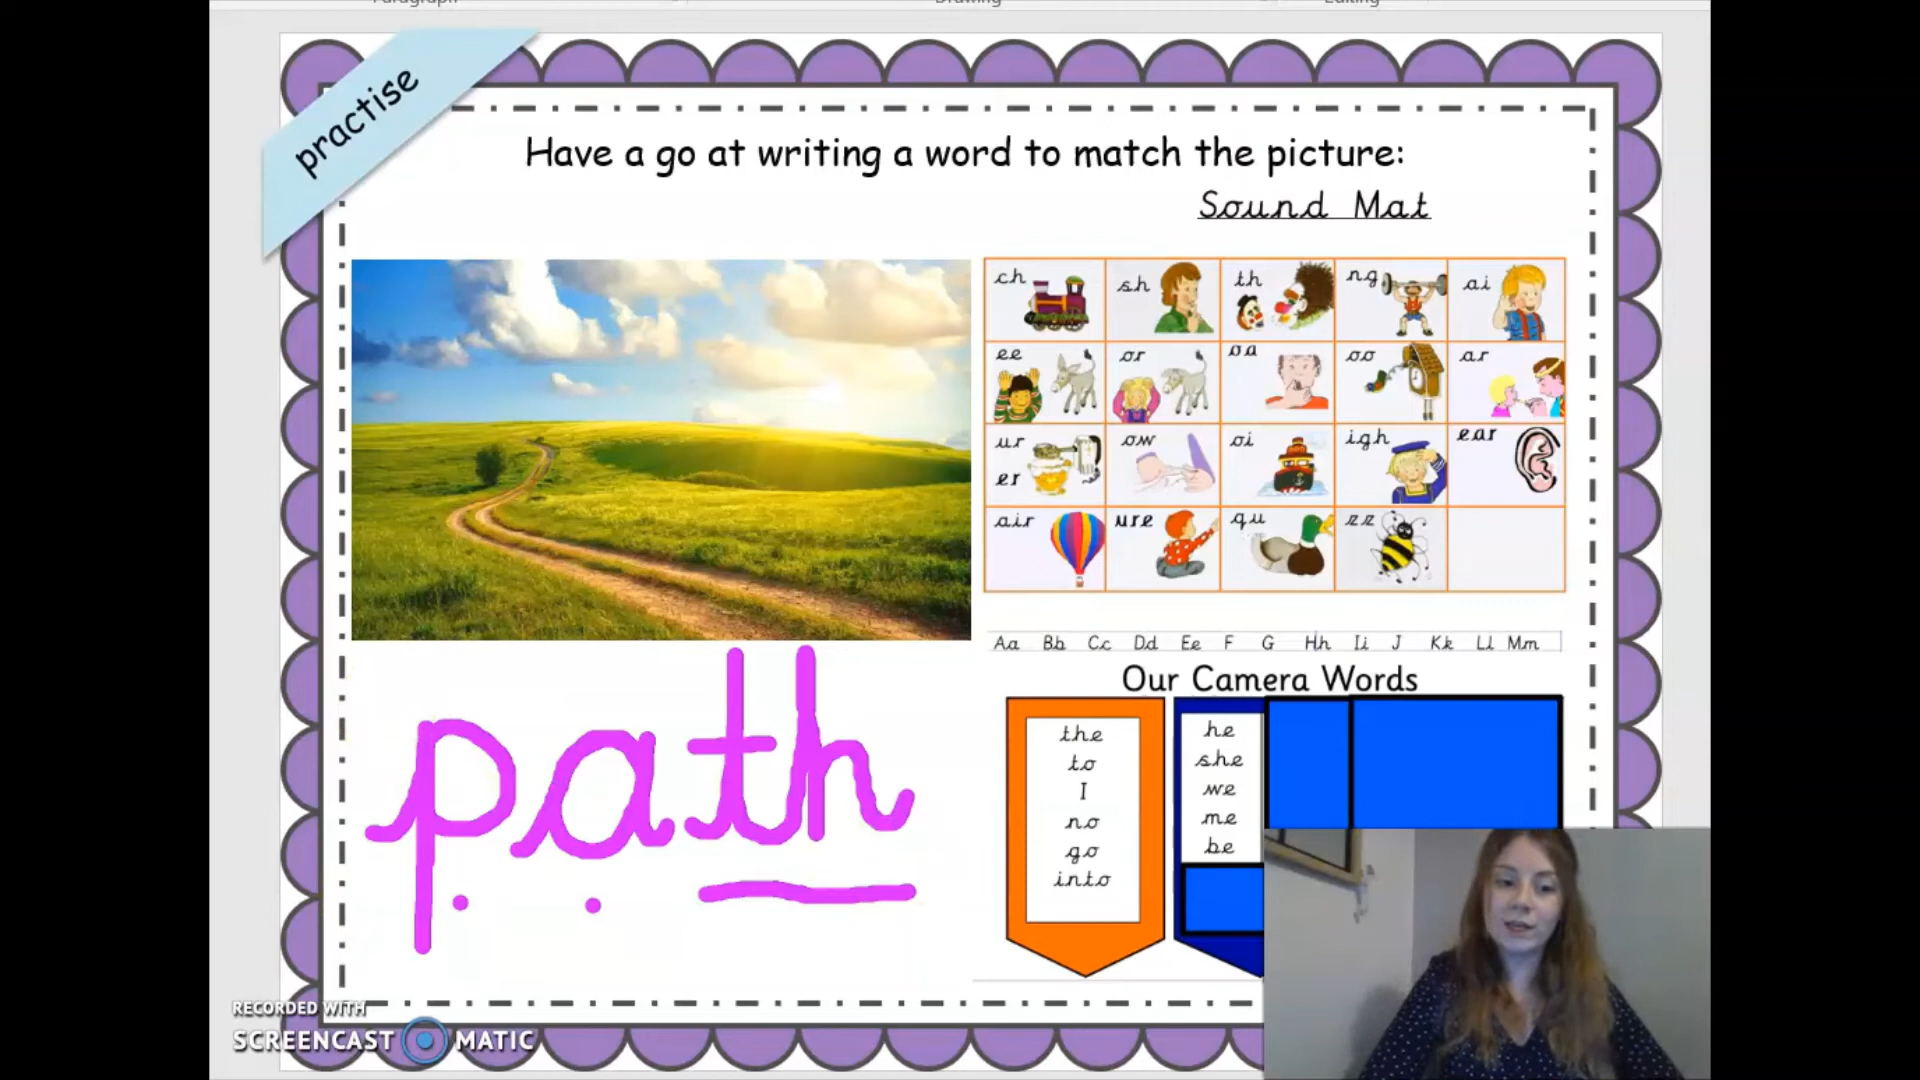 Paragraph
Drawing
Editing
practise
Have a go at writing a word to match the picture:
Sound Mat
ch sh th ng ai
ee or oa oo ar
ur er ow oi igh ear
air ure qu zz
Aa Bb Cc Dd Ee F G Hh Ii J Kk Ll Mm
Our Camera Words
the
to
I
no
go
into
he
she
we
me
be
path
RECORDED WITH
SCREENCAST MATIC